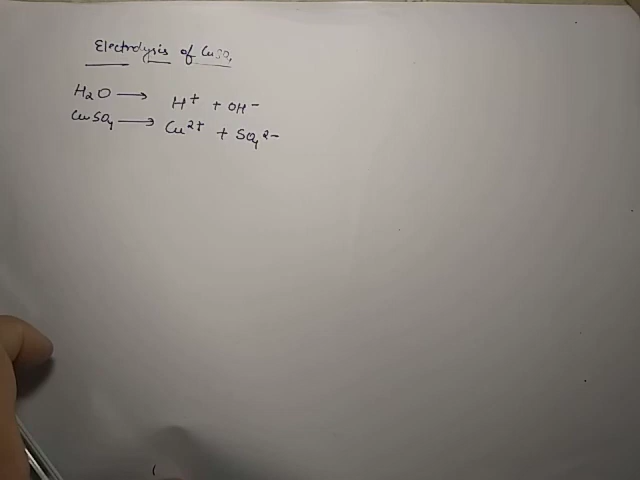 Electrolysis of CuSO₄
H₂O → H⁺ + OH⁻
CuSO₄ → Cu²⁺ + SO₄²⁻